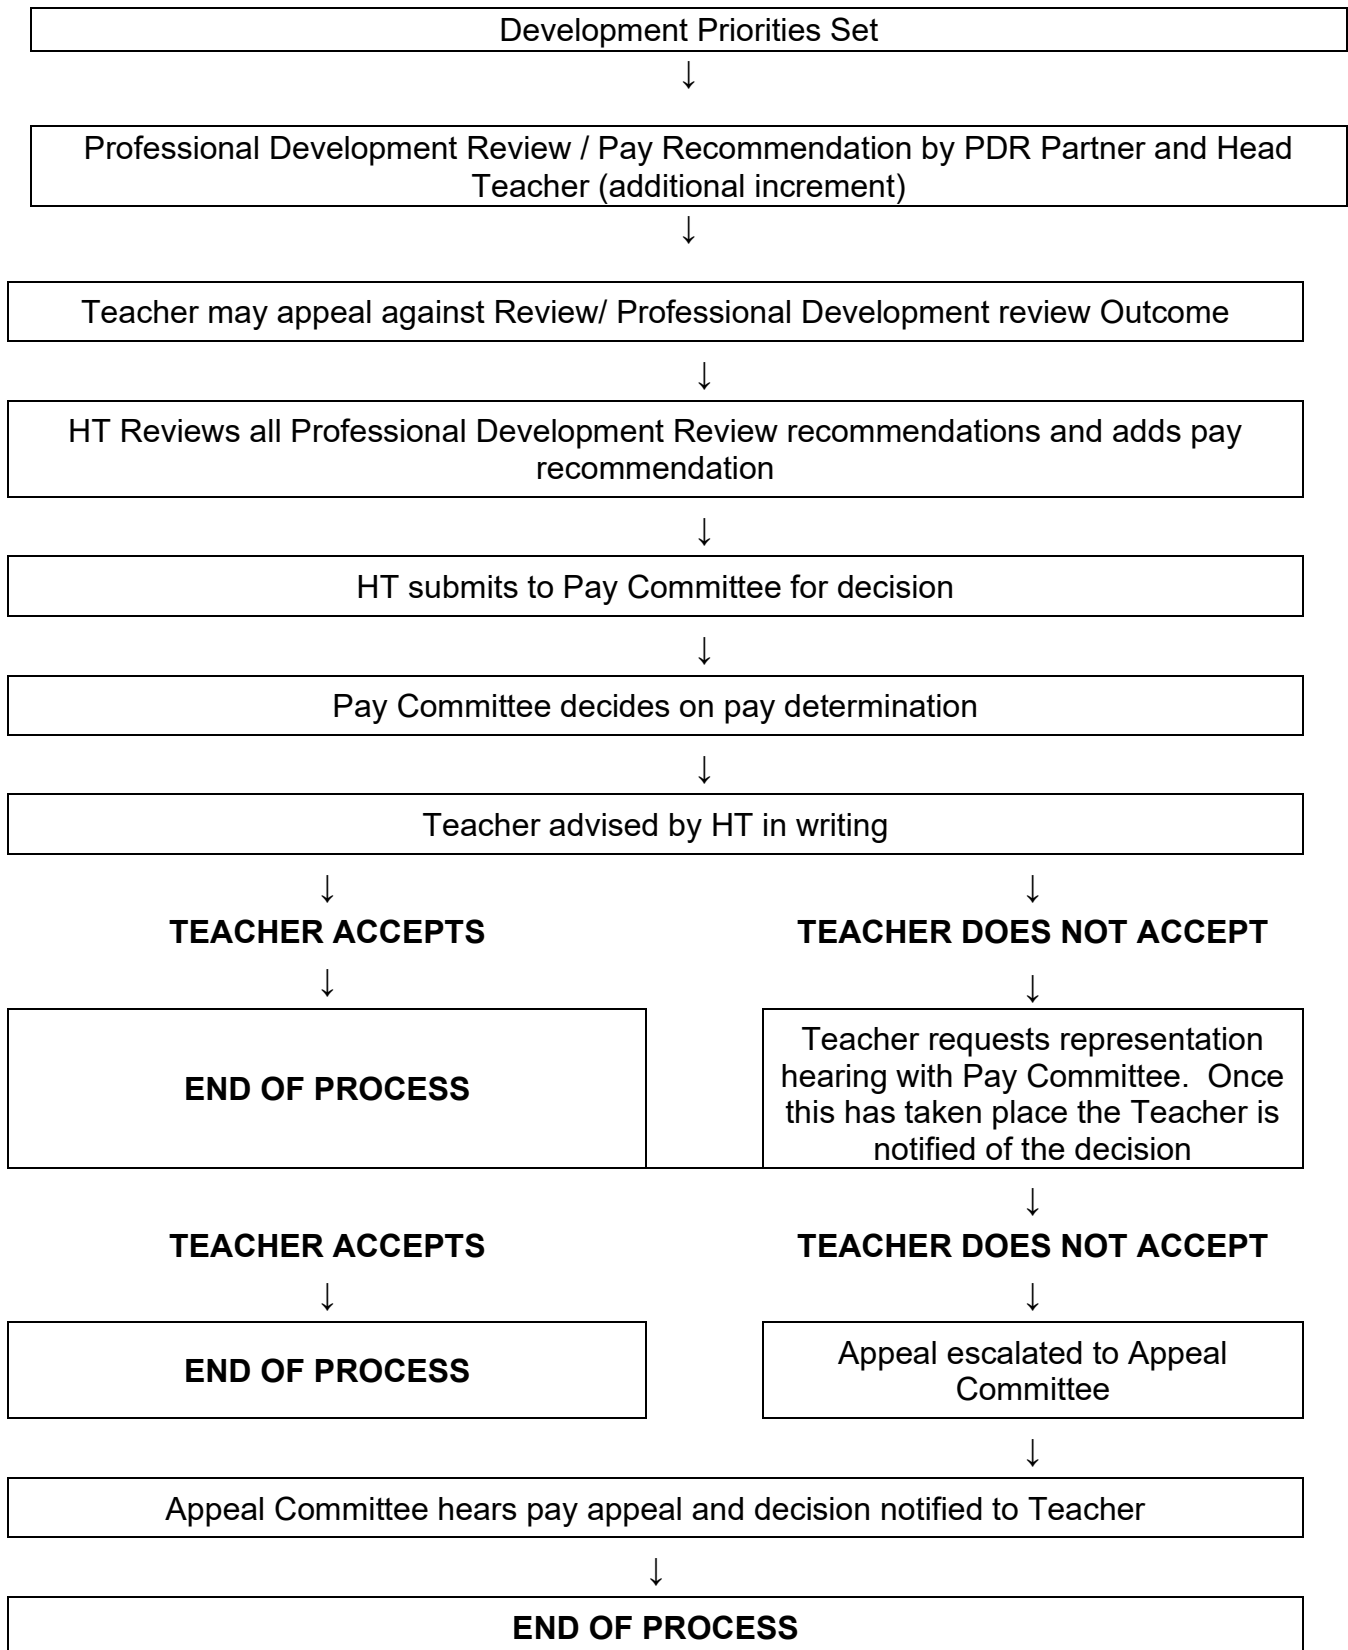 Development Priorities Set
↓
Professional Development Review / Pay Recommendation by PDR Partner and Head
Teacher (additional increment)
↓
Teacher may appeal against Review/ Professional Development review Outcome
↓
HT Reviews all Professional Development Review recommendations and adds pay
recommendation
↓
HT submits to Pay Committee for decision
↓
Pay Committee decides on pay determination
↓
Teacher advised by HT in writing
↓ ↓
TEACHER ACCEPTS
TEACHER DOES NOT ACCEPT
↓ ↓
END OF PROCESS
Teacher requests representation
hearing with Pay Committee.  Once
this has taken place the Teacher is
notified of the decision
↓
TEACHER ACCEPTS
TEACHER DOES NOT ACCEPT
↓ ↓
END OF PROCESS
Appeal escalated to Appeal
Committee
↓
Appeal Committee hears pay appeal and decision notified to Teacher
↓
END OF PROCESS